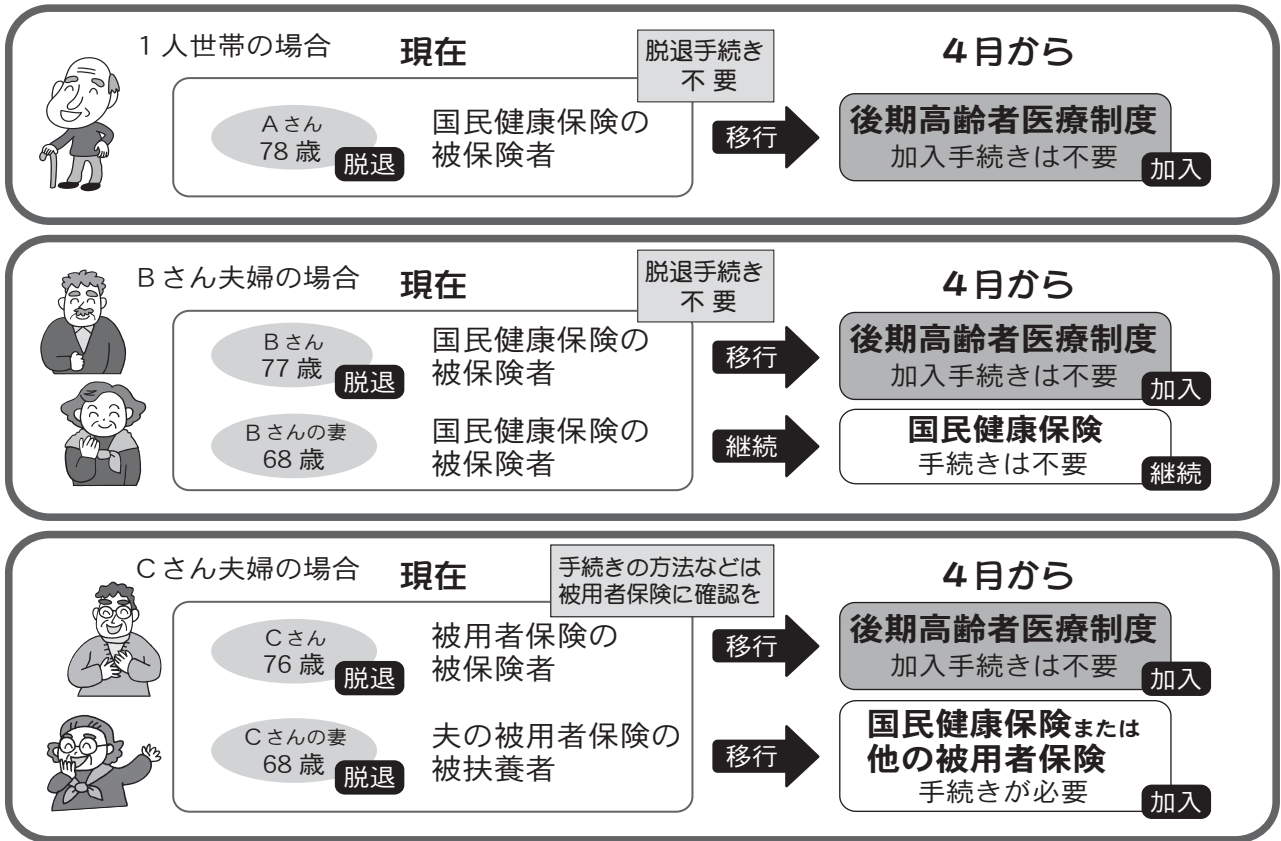 1人世帯の場合
現在
脱退手続き
不要
4月から
Aさん
78歳
脱退
国民健康保険の
被保険者
移行
後期高齢者医療制度
加入手続きは不要
加入
Bさん夫婦の場合
現在
脱退手続き
不要
4月から
Bさん
77歳
脱退
国民健康保険の
被保険者
移行
後期高齢者医療制度
加入手続きは不要
加入
Bさんの妻
68歳
国民健康保険の
被保険者
継続
国民健康保険
手続きは不要
継続
Cさん夫婦の場合
現在
手続きの方法などは
被用者保険に確認を
4月から
Cさん
76歳
脱退
被用者保険の
被保険者
移行
後期高齢者医療制度
加入手続きは不要
加入
Cさんの妻
68歳
脱退
夫の被用者保険の
被扶養者
移行
国民健康保険または
他の被用者保険
手続きが必要
加入